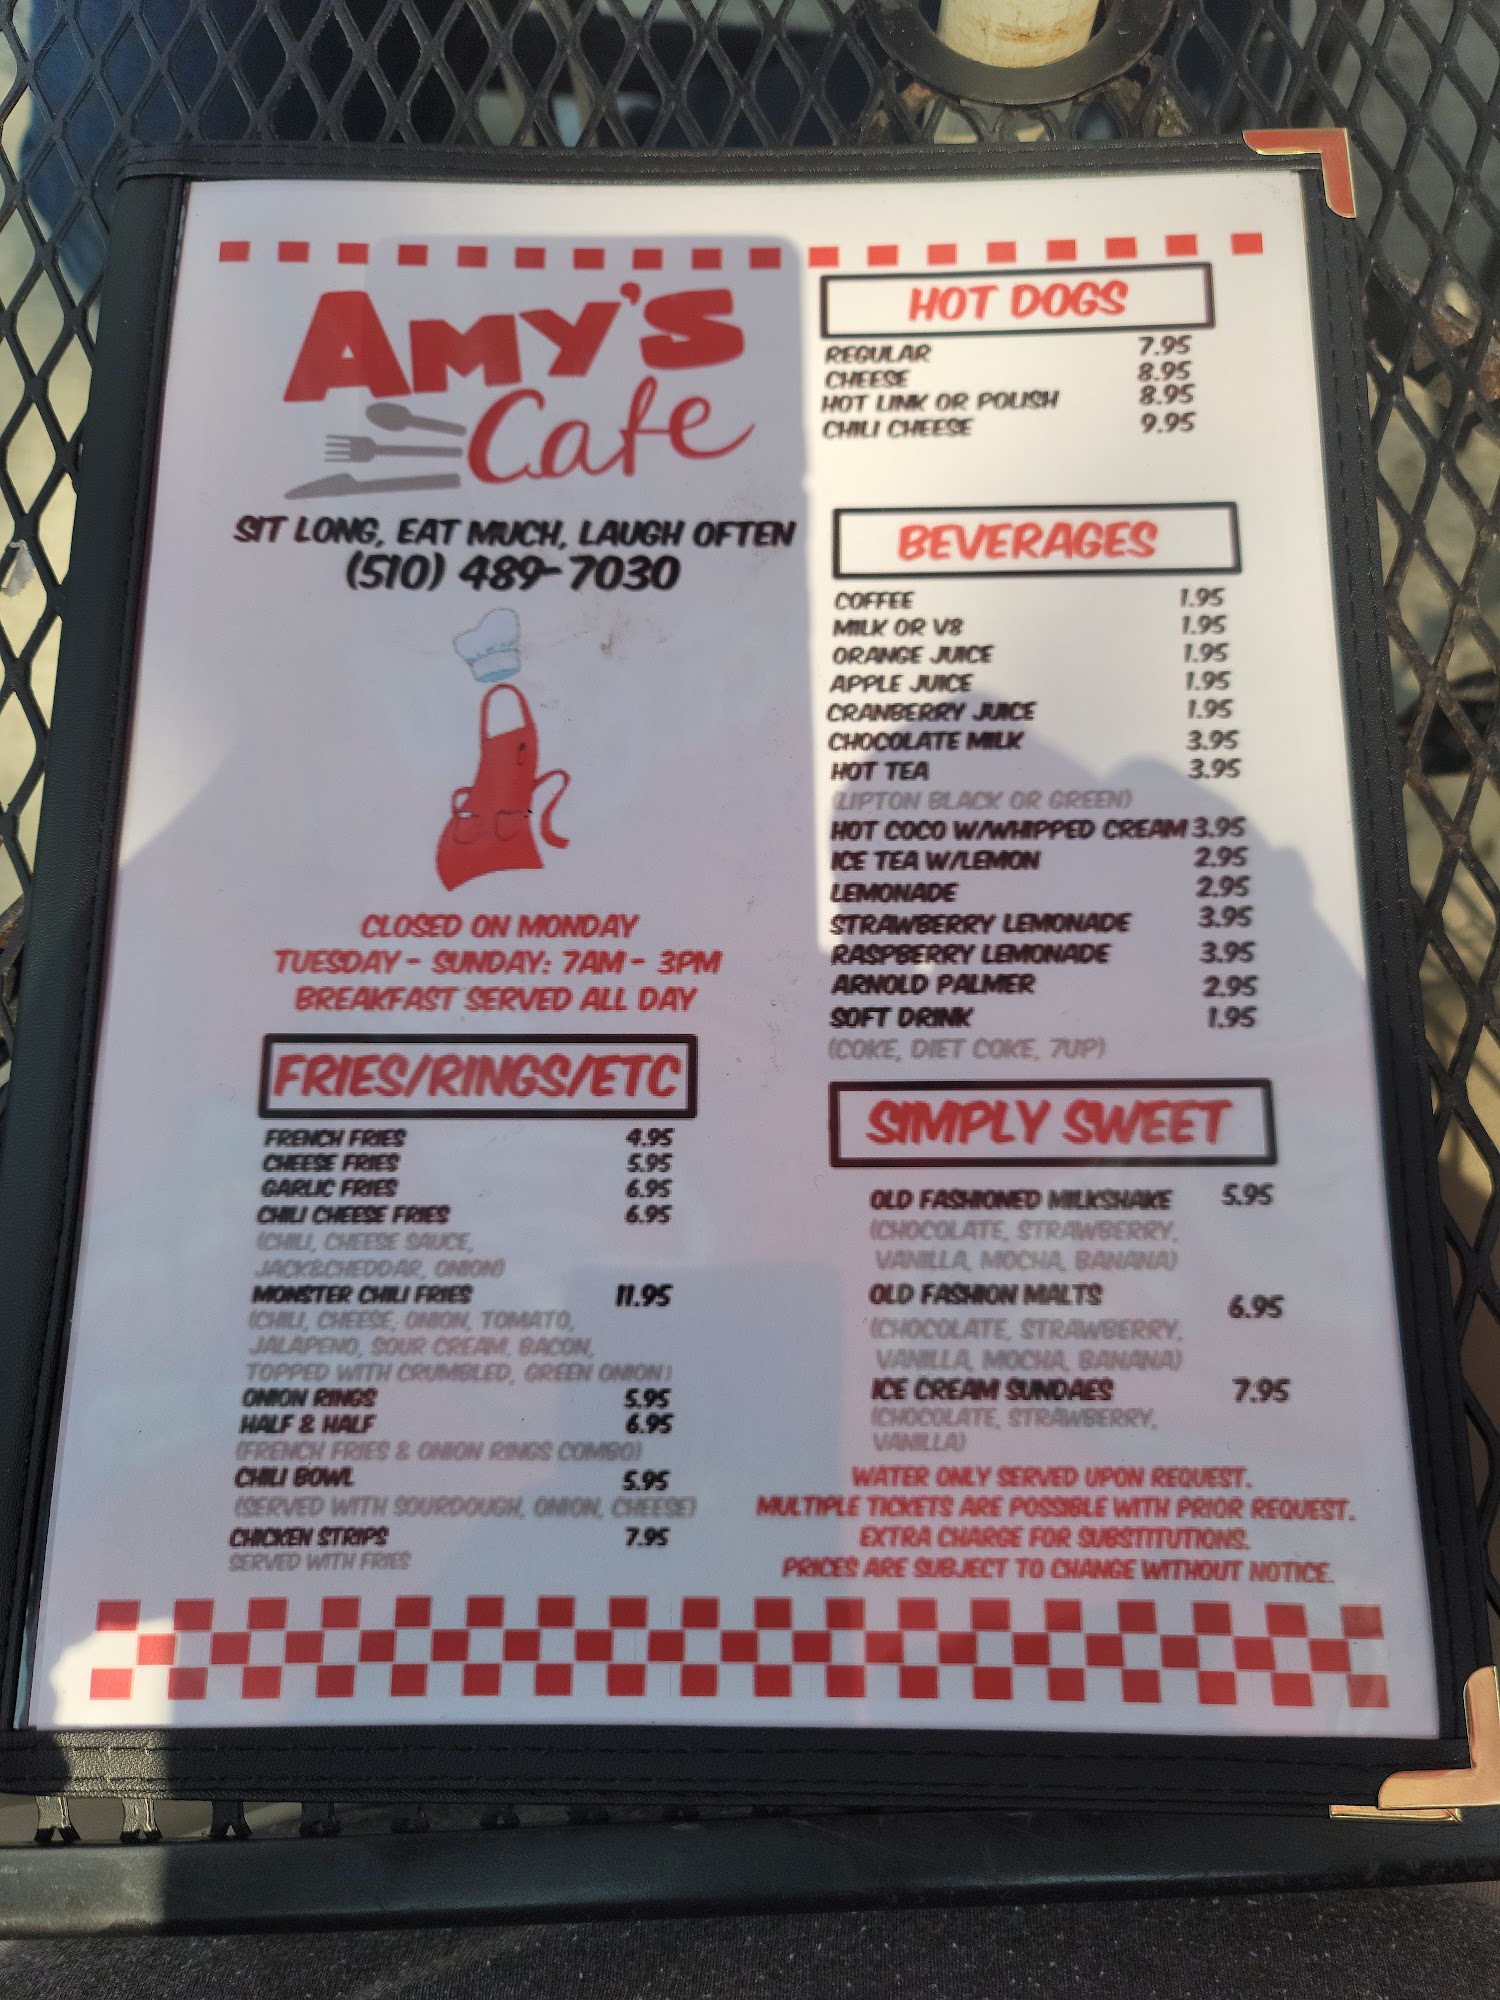 AMY'S
Cafe
SIT LONG, EAT MUCH, LAUGH OFTEN
(510) 489-7030
CLOSED ON MONDAY
TUESDAY - SUNDAY: 7AM - 3PM
BREAKFAST SERVED ALL DAY
FRIES/RINGS/ETC
FRENCH FRIES 4.95
CHEESE FRIES 5.95
GARLIC FRIES 6.95
CHILI CHEESE FRIES 6.95
(CHILI, CHEESE SAUCE,
JACK&CHEDDAR, ONION)
MONSTER CHILI FRIES 11.95
(CHILI, CHEESE, ONION, TOMATO,
JALAPENO, SOUR CREAM, BACON,
TOPPED WITH CRUMBLED, GREEN ONION)
ONION RINGS 5.95
HALF & HALF 6.95
(FRENCH FRIES & ONION RINGS COMBO)
CHILI BOWL 5.95
(SERVED WITH SOURDOUGH, ONION, CHEESE)
CHICKEN STRIPS 7.95
SERVED WITH FRIES
HOT DOGS
REGULAR 7.95
CHEESE 8.95
HOT LINK OR POLISH 8.95
CHILI CHEESE 9.95
BEVERAGES
COFFEE 1.95
MILK OR V8 1.95
ORANGE JUICE 1.95
APPLE JUICE 1.95
CRANBERRY JUICE 1.95
CHOCOLATE MILK 3.95
HOT TEA 3.95
(LIPTON BLACK OR GREEN)
HOT COCO W/WHIPPED CREAM 3.95
ICE TEA W/LEMON 2.95
LEMONADE 2.95
STRAWBERRY LEMONADE 3.95
RASPBERRY LEMONADE 3.95
ARNOLD PALMER 2.95
SOFT DRINK 1.95
(COKE, DIET COKE, 7UP)
SIMPLY SWEET
OLD FASHIONED MILKSHAKE 5.95
(CHOCOLATE, STRAWBERRY,
VANILLA, MOCHA, BANANA)
OLD FASHION MALTS 6.95
(CHOCOLATE, STRAWBERRY,
VANILLA, MOCHA, BANANA)
ICE CREAM SUNDAES 7.95
(CHOCOLATE, STRAWBERRY,
VANILLA)
WATER ONLY SERVED UPON REQUEST.
MULTIPLE TICKETS ARE POSSIBLE WITH PRIOR REQUEST.
EXTRA CHARGE FOR SUBSTITUTIONS.
PRICES ARE SUBJECT TO CHANGE WITHOUT NOTICE.